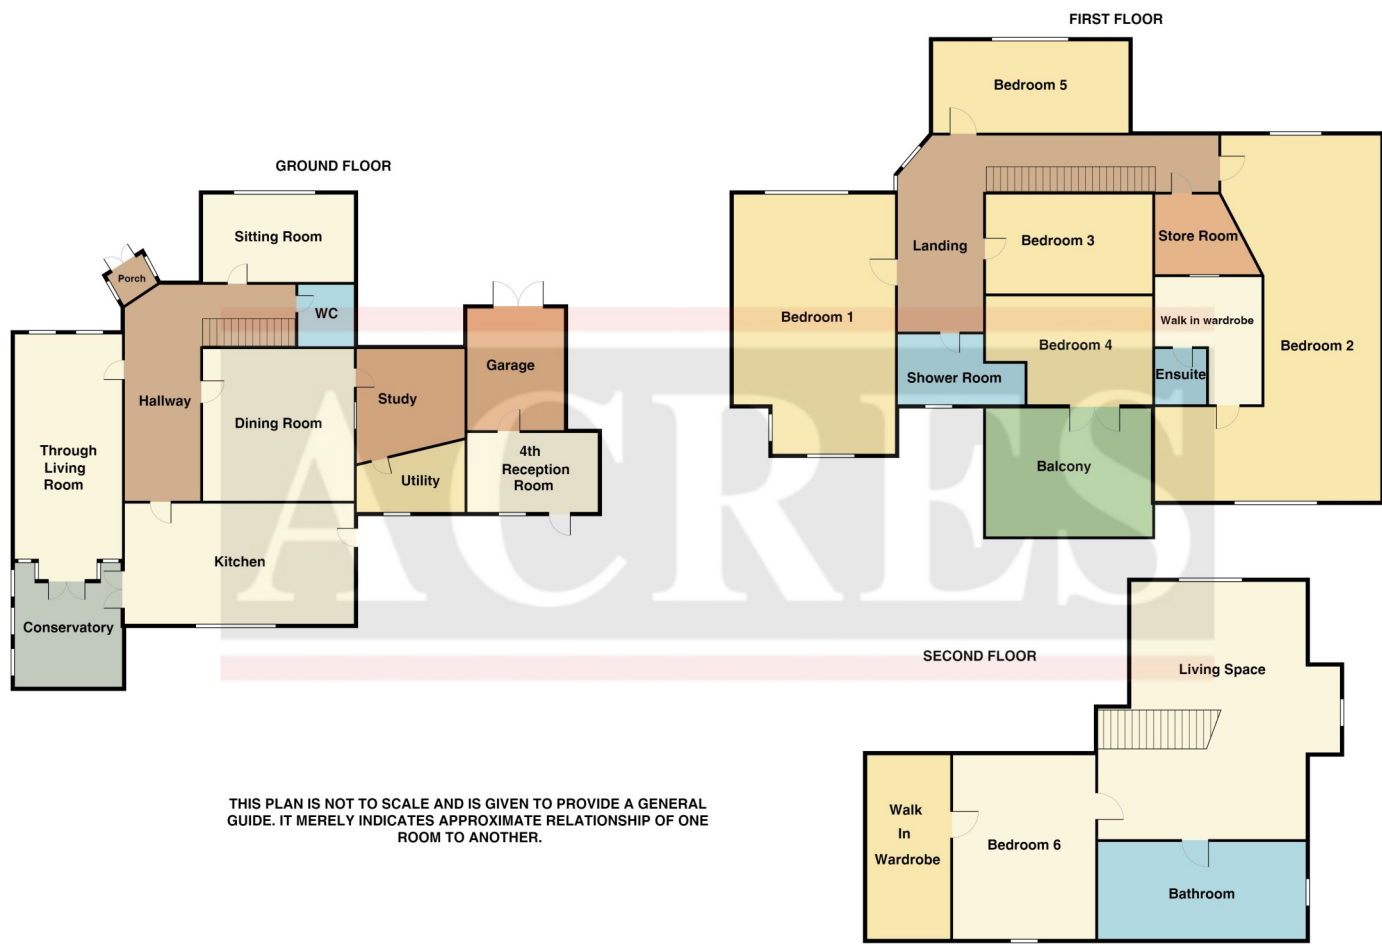 FIRST FLOOR
Bedroom 5
GROUND FLOOR
Sitting Room
Porch
WC
Garage
Hallway
Study
Dining Room
Through
Living
Room
4th
Reception
Room
Utility
Kitchen
Conservatory
Landing
Bedroom 3
Store Room
Bedroom 1
Walk in wardrobe
Bedroom 4
Bedroom 2
Shower Room
Ensuite
Balcony
ACRES
SECOND FLOOR
Living Space
Walk
In
Wardrobe
Bedroom 6
Bathroom
THIS PLAN IS NOT TO SCALE AND IS GIVEN TO PROVIDE A GENERAL
GUIDE. IT MERELY INDICATES APPROXIMATE RELATIONSHIP OF ONE
ROOM TO ANOTHER.